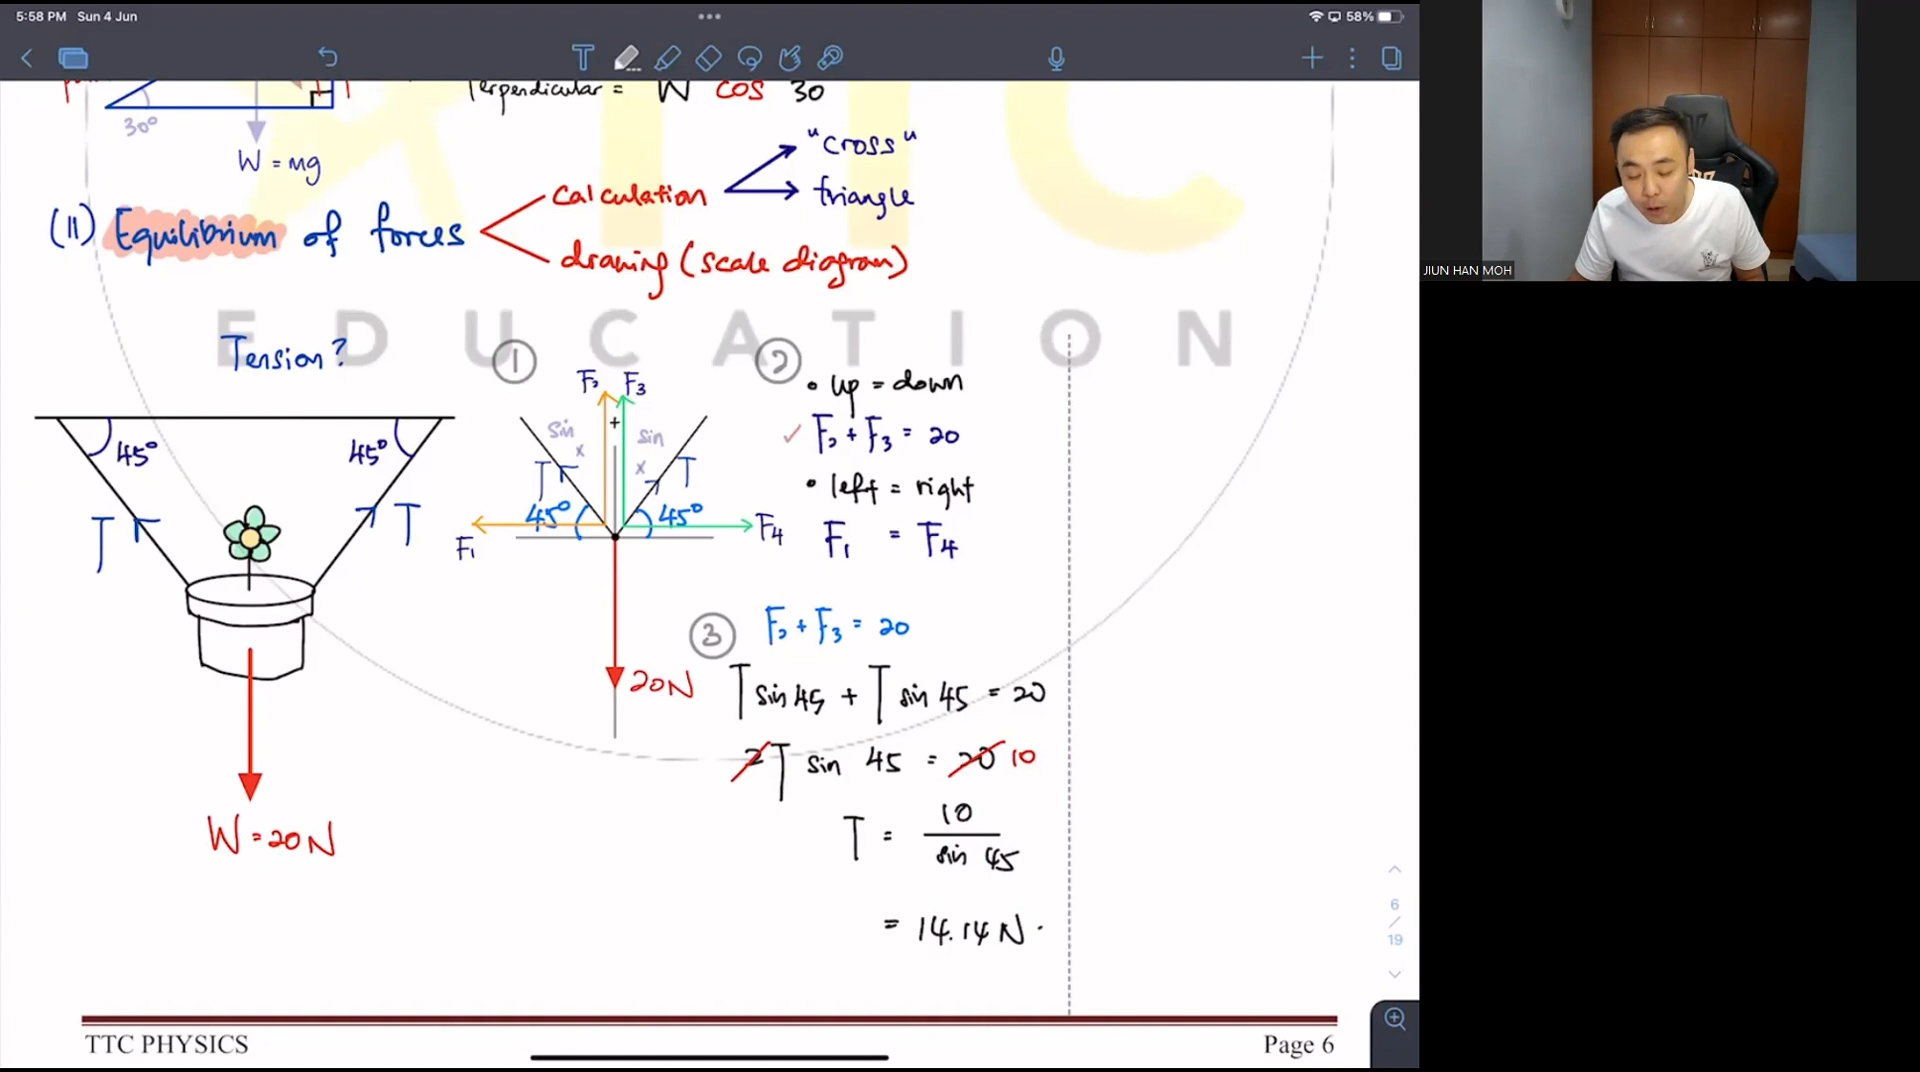 5:58 PM Sun 4 Jun
58%
Perpendicular = W cos 30
30°
W = mg
"cross"
triangle
calculation
(II) Equilibrium of forces
drawing (scale diagram)
TTC
EDUCATION
Tension?
45° 45°
T T
W = 20N
①
F₂ F₃
+
sin sin
x x
T T
45° 45°
F₁ F₄
20N
②
• up = down
✓ F₂ + F₃ = 20
• left = right
F₁ = F₄
③ F₂ + F₃ = 20
T sin 45 + T sin 45 = 20
2T sin 45 = 20 10
T = 10 / sin 45
= 14.14 N.
6
/
19
TTC PHYSICS
Page 6
JIUN HAN MOH